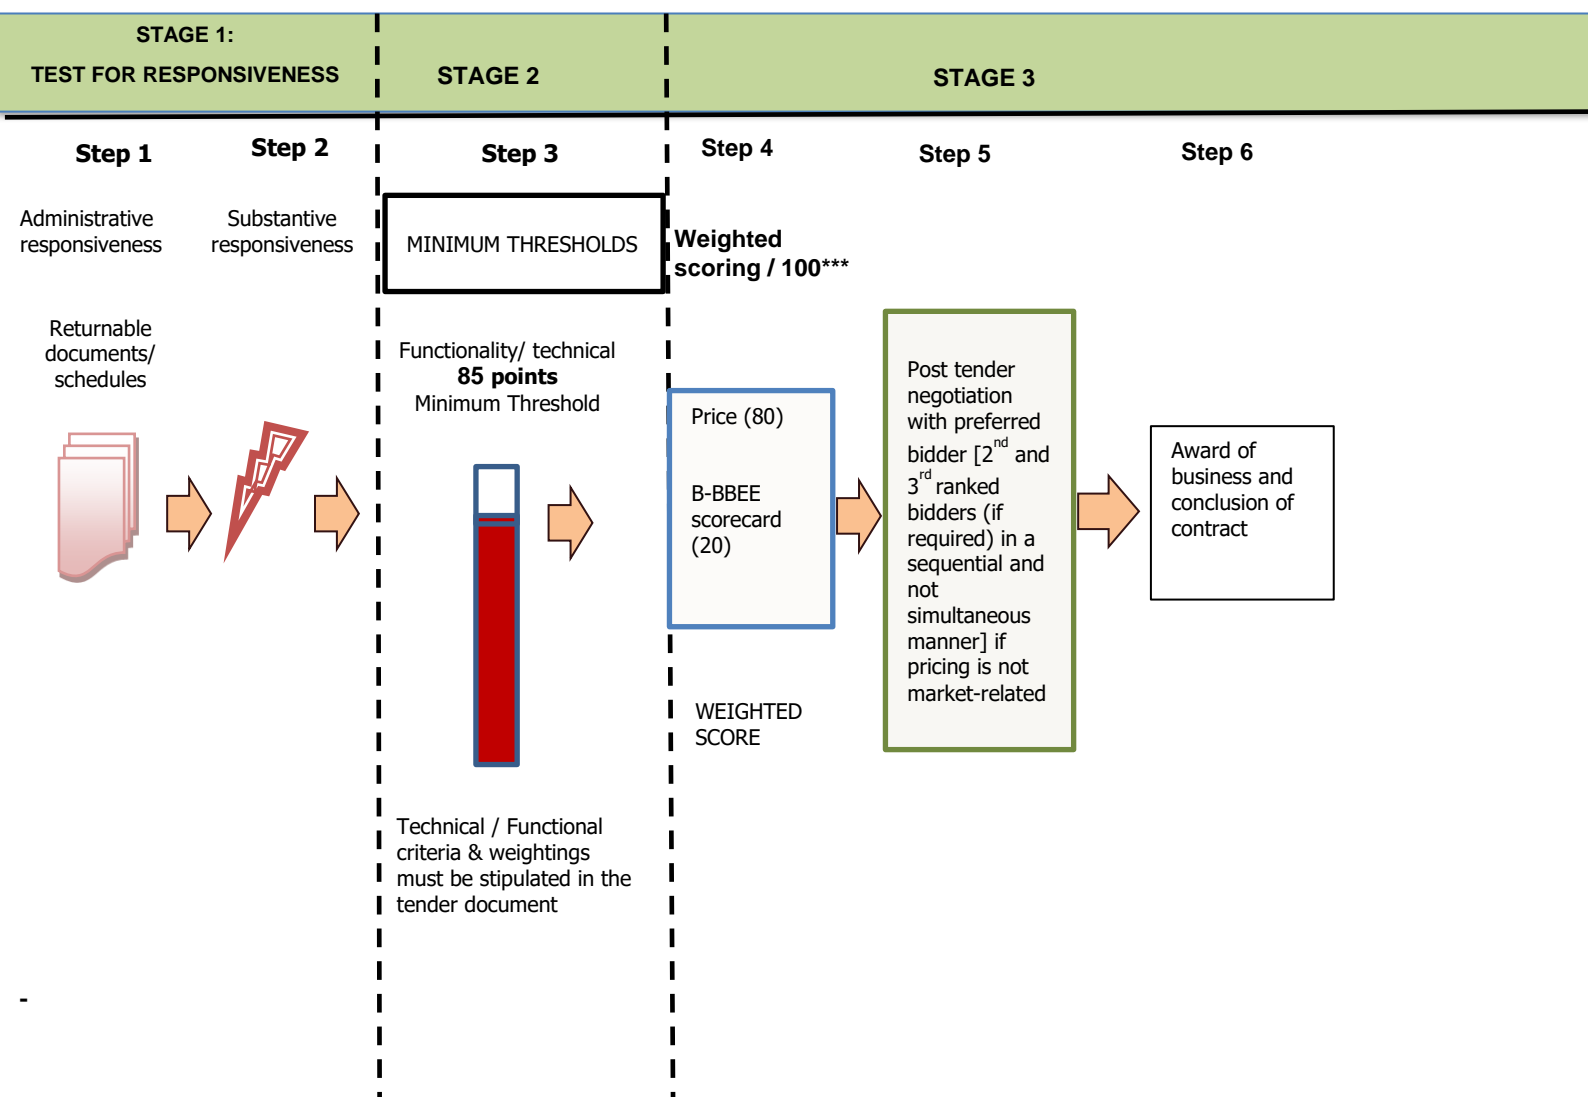 STAGE 1:
TEST FOR RESPONSIVENESS
STAGE 2
STAGE 3
Step 1
Step 2
Step 3
Step 4
Step 5
Step 6
Administrative
responsiveness
Substantive
responsiveness
MINIMUM THRESHOLDS
Weighted
scoring / 100***
Returnable
documents/
schedules
Functionality/ technical
85 points
Minimum Threshold
Price (80)
B-BBEE
scorecard
(20)
WEIGHTED
SCORE
Post tender
negotiation
with preferred
bidder [2nd and
3rd ranked
bidders (if
required) in a
sequential and
not
simultaneous
manner] if
pricing is not
market-related
Award of
business and
conclusion of
contract
Technical / Functional
criteria & weightings
must be stipulated in the
tender document
-